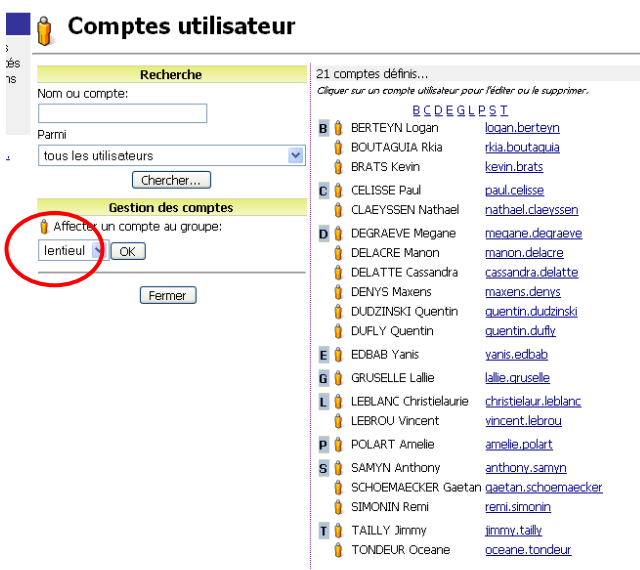 Comptes utilisateur
Recherche
Nom ou compte:
Parmi
tous les utilisateurs
Chercher...
Gestion des comptes
Affecter un compte au groupe:
lentieul
OK
Fermer
21 comptes définis...
Cliquer sur un compte utilisateur pour l'éditer ou le supprimer.
B C D E G L P S T
B BERTEYN Logan logan.berteyn
BOUTAGUIA Rkia rkia.boutaguia
BRATS Kevin kevin.brats
C CELISSE Paul paul.celisse
CLAEYSSEN Nathael nathael.claeyssen
D DEGRAEVE Megane megane.degraeve
DELACRE Manon manon.delacre
DELATTE Cassandra cassandra.delatte
DENYS Maxens maxens.denys
DUDZINSKI Quentin quentin.dudzinski
DUFLY Quentin quentin.dufly
E EDBAB Yanis yanis.edbab
G GRUSELLE Lallie lallie.gruselle
L LEBLANC Christielaurie christielaur.leblanc
LEBROU Vincent vincent.lebrou
P POLART Amelie amelie.polart
S SAMYN Anthony anthony.samyn
SCHOEMAECKER Gaetan gaetan.schoemaecker
SIMONIN Remi remi.simonin
T TAILLY Jimmy jimmy.tailly
TONDEUR Oceane oceane.tondeur